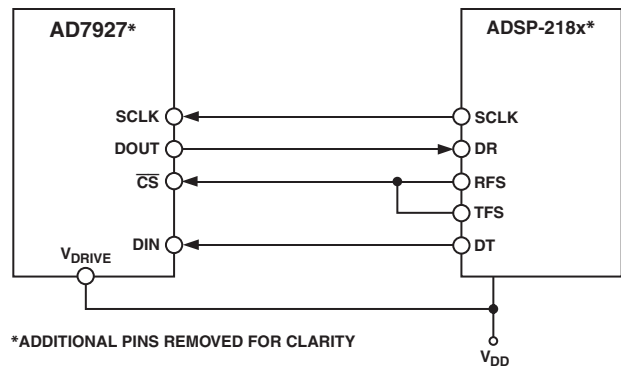 AD7927*
ADSP-218x*
SCLK
SCLK
DOUT
DR
CS
RFS
TFS
DIN
DT
VDRIVE
*ADDITIONAL PINS REMOVED FOR CLARITY
VDD